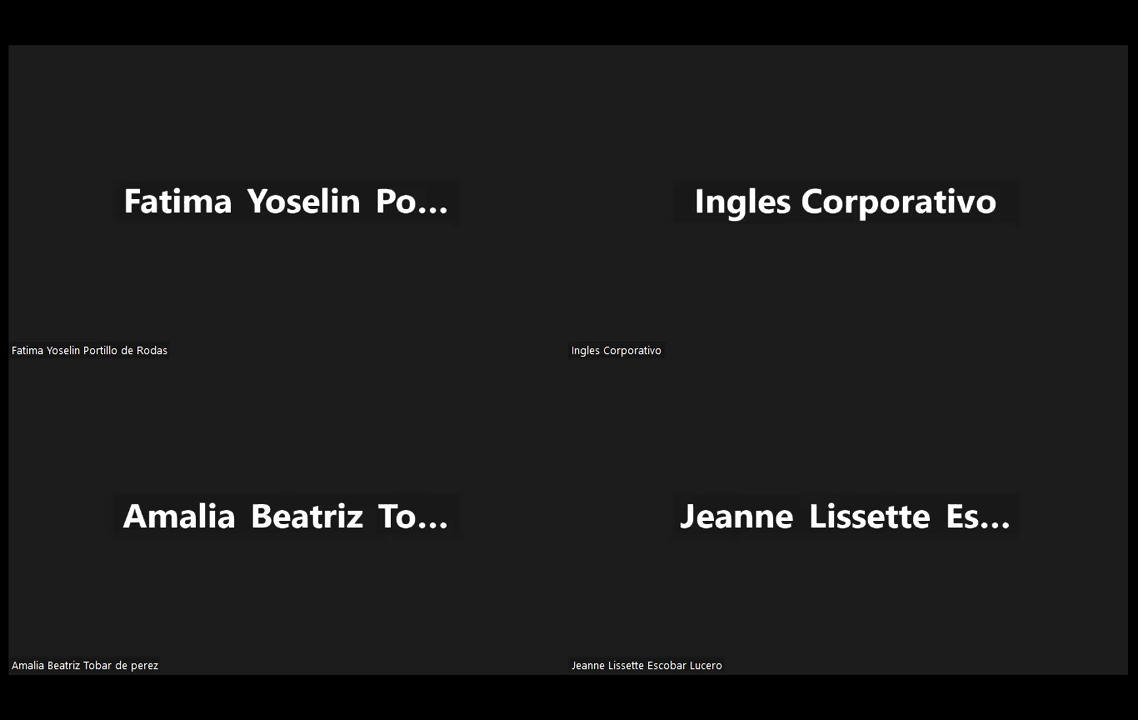 Fatima Yoselin Po...
Ingles Corporativo
Fatima Yoselin Portillo de Rodas
Ingles Corporativo
Amalia Beatriz To...
Jeanne Lissette Es...
Amalia Beatriz Tobar de perez
Jeanne Lissette Escobar Lucero